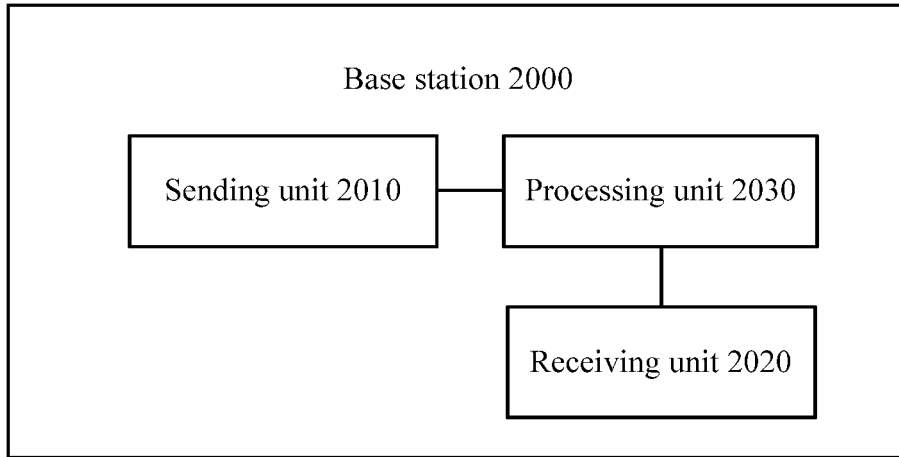 Base station 2000
Sending unit 2010
Processing unit 2030
Receiving unit 2020